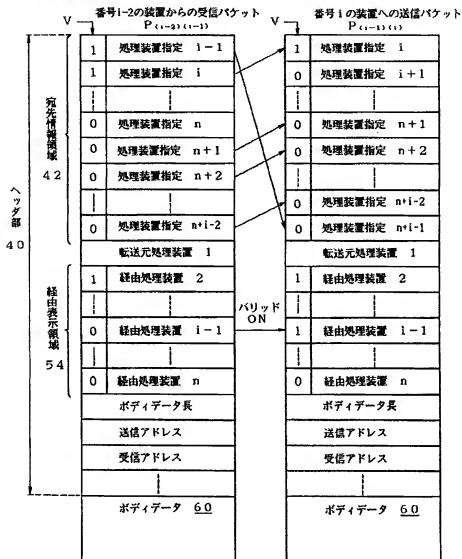 番号i-2の装置からの受信パケット
P(i-2)(i-1)
V
1 処理装置指定 i-1
1 処理装置指定 i
0 処理装置指定 n
0 処理装置指定 n+1
0 処理装置指定 n+2
0 処理装置指定 n+i-2
転送元処理装置 1
1 経由処理装置 2
0 経由処理装置 i-1
0 経由処理装置 n
ボディデータ長
送信アドレス
受信アドレス
ボディデータ 60
番号iの装置への送信パケット
P(i-1)(i)
V
1 処理装置指定 i
0 処理装置指定 i+1
0 処理装置指定 n+1
0 処理装置指定 n+2
0 処理装置指定 n+i-2
0 処理装置指定 n+i-1
転送元処理装置 1
1 経由処理装置 2
1 経由処理装置 i-1
0 経由処理装置 n
ボディデータ長
送信アドレス
受信アドレス
ボディデータ 60
バリッド
ON
ヘッダ部
40
宛先情報領域
42
経由表示領域
54